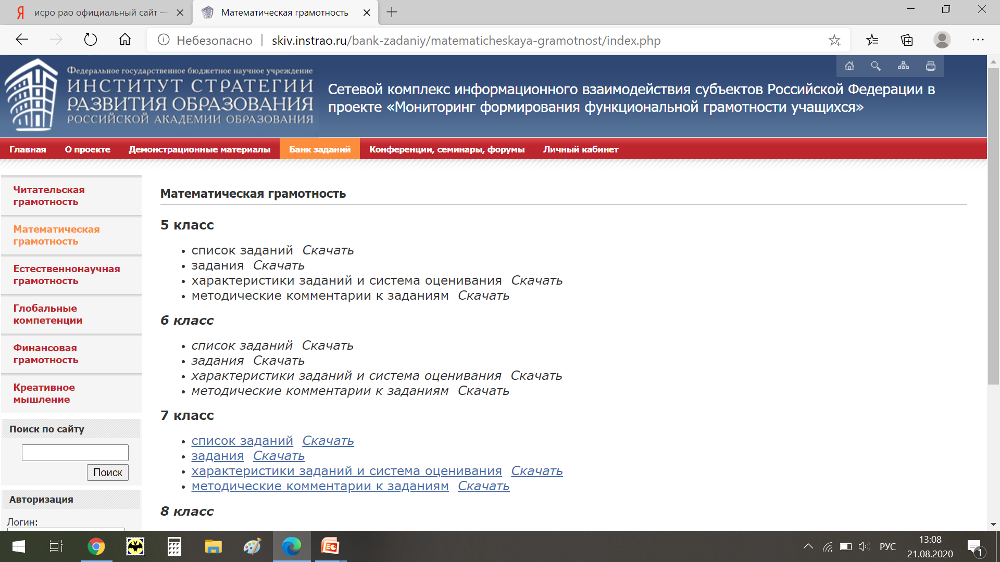 исро рао официальный сайт —
Математическая грамотность
Небезопасно
skiv.instrao.ru/bank-zadaniy/matematicheskaya-gramotnost/index.php
Федеральное государственное бюджетное научное учреждение
ИНСТИТУТ СТРАТЕГИИ
РАЗВИТИЯ ОБРАЗОВАНИЯ
РОССИЙСКОЙ АКАДЕМИИ ОБРАЗОВАНИЯ
Сетевой комплекс информационного взаимодействия субъектов Российской Федерации в
проекте «Мониторинг формирования функциональной грамотности учащихся»
Главная О проекте Демонстрационные материалы Банк заданий Конференции, семинары, форумы Личный кабинет
Читательская
грамотность
Математическая
грамотность
Естественнонаучная
грамотность
Глобальные
компетенции
Финансовая
грамотность
Креативное
мышление
Поиск по сайту
Поиск
Авторизация
Логин:
Математическая грамотность
5 класс
• список заданий Скачать
• задания Скачать
• характеристики заданий и система оценивания Скачать
• методические комментарии к заданиям Скачать
6 класс
• список заданий Скачать
• задания Скачать
• характеристики заданий и система оценивания Скачать
• методические комментарии к заданиям Скачать
7 класс
• список заданий Скачать
• задания Скачать
• характеристики заданий и система оценивания Скачать
• методические комментарии к заданиям Скачать
8 класс
РУС
13:08
21.08.2020
1